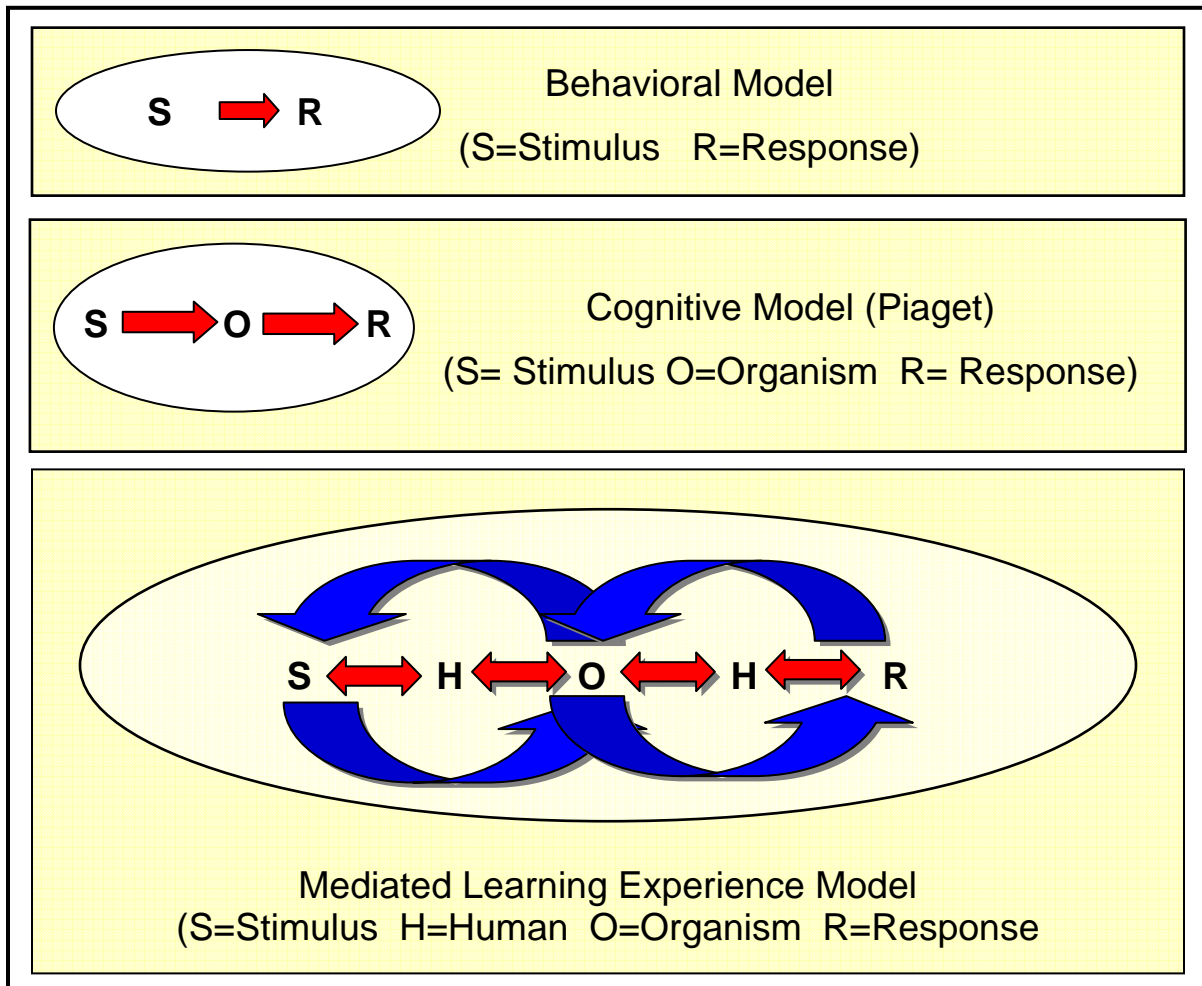 S R
Behavioral Model
(S=Stimulus R=Response)
S O R
Cognitive Model (Piaget)
(S= Stimulus O=Organism R= Response)
S H O H R
Mediated Learning Experience Model
(S=Stimulus H=Human O=Organism R=Response